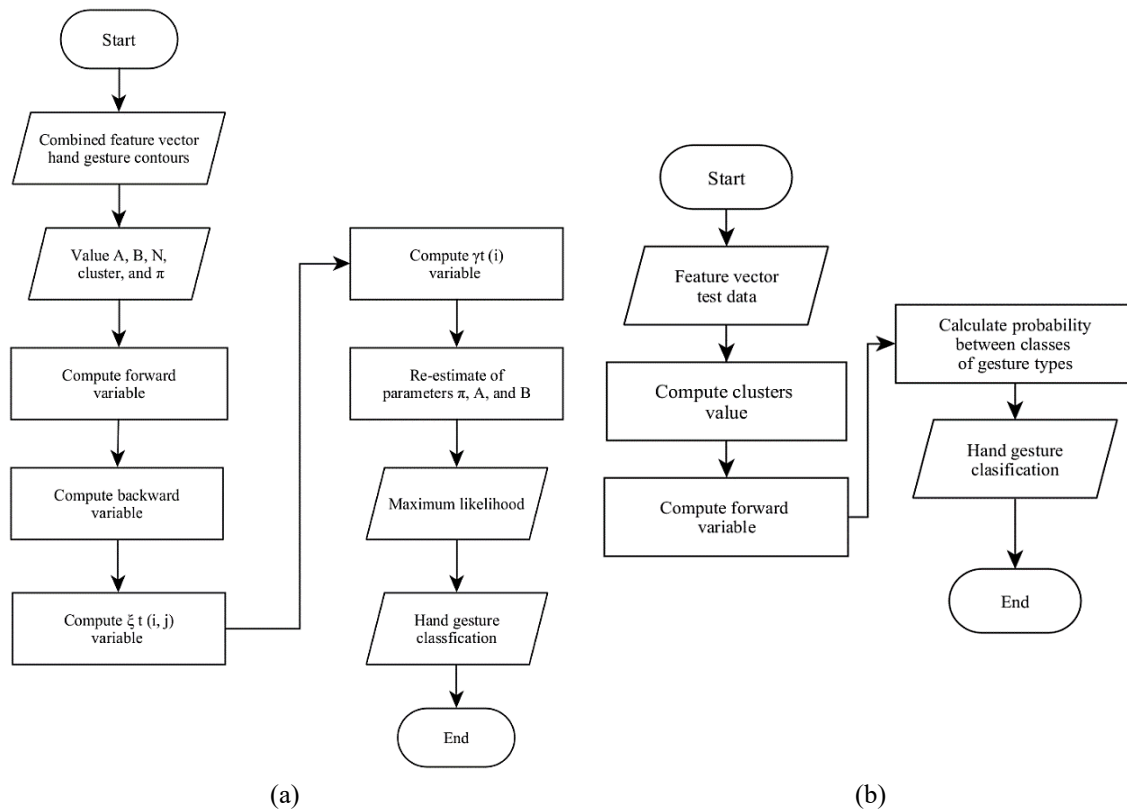 Start
Combined feature vector
hand gesture contours
Value A, B, N,
cluster, and π
Compute forward
variable
Compute backward
variable
Compute ξ t (i, j)
variable
Compute γt (i)
variable
Re-estimate of
parameters π, A, and B
Maximum likelihood
Hand gesture
classfication
End
(a)
Start
Feature vector
test data
Compute clusters
value
Compute forward
variable
Calculate probability
between classes
of gesture types
Hand gesture
clasification
End
(b)